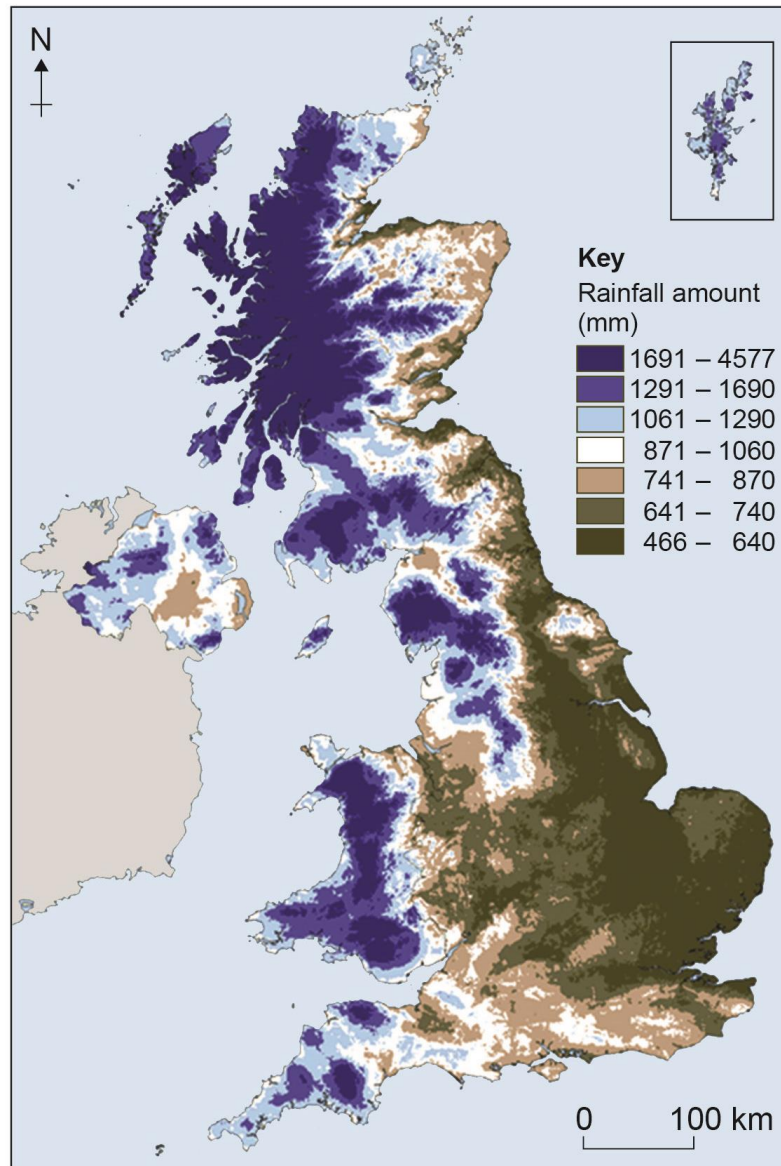 N
Key
Rainfall amount
(mm)
1691 – 4577
1291 – 1690
1061 – 1290
871 – 1060
741 – 870
641 – 740
466 – 640
0 100 km